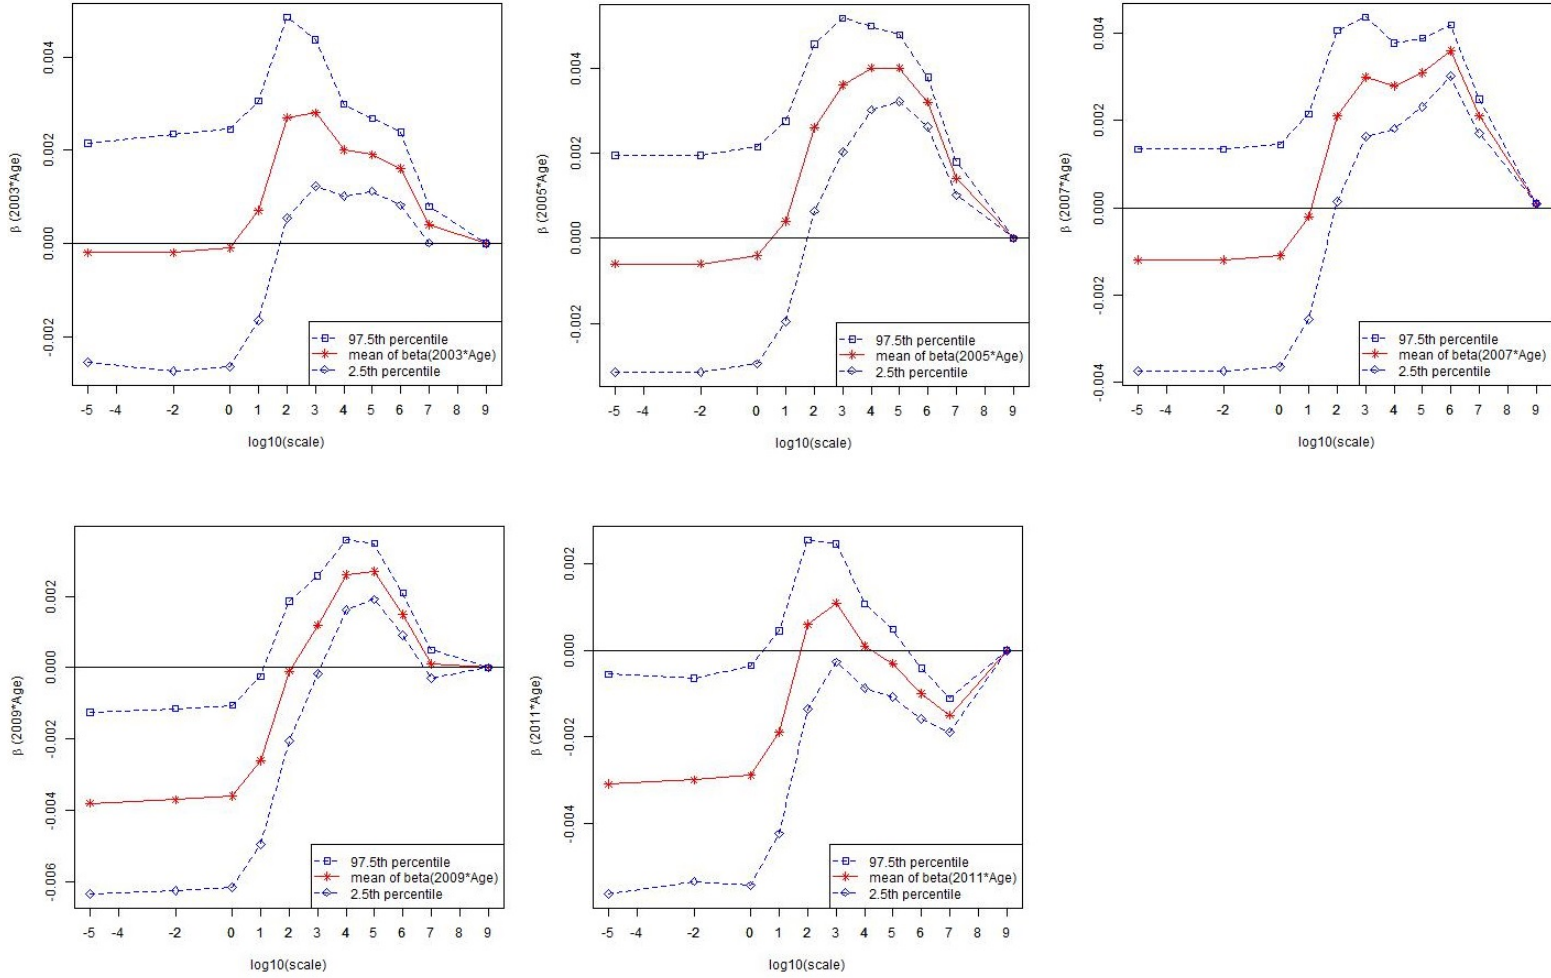 β (2003*Age)
0.004
0.002
0.000
-0.002
97.5th percentile
mean of beta(2003*Age)
2.5th percentile
-5 -4 -2 0 1 2 3 4 5 6 7 8 9
log10(scale)
β (2005*Age)
0.004
0.002
0.000
-0.002
97.5th percentile
mean of beta(2005*Age)
2.5th percentile
-5 -4 -2 0 1 2 3 4 5 6 7 8 9
log10(scale)
β (2007*Age)
0.004
0.002
0.000
-0.002
-0.004
97.5th percentile
mean of beta(2007*Age)
2.5th percentile
-5 -4 -2 0 1 2 3 4 5 6 7 8 9
log10(scale)
β (2009*Age)
0.002
0.000
-0.002
-0.004
-0.006
97.5th percentile
mean of beta(2009*Age)
2.5th percentile
-5 -4 -2 0 1 2 3 4 5 6 7 8 9
log10(scale)
β (2011*Age)
0.002
0.000
-0.002
-0.004
97.5th percentile
mean of beta(2011*Age)
2.5th percentile
-5 -4 -2 0 1 2 3 4 5 6 7 8 9
log10(scale)